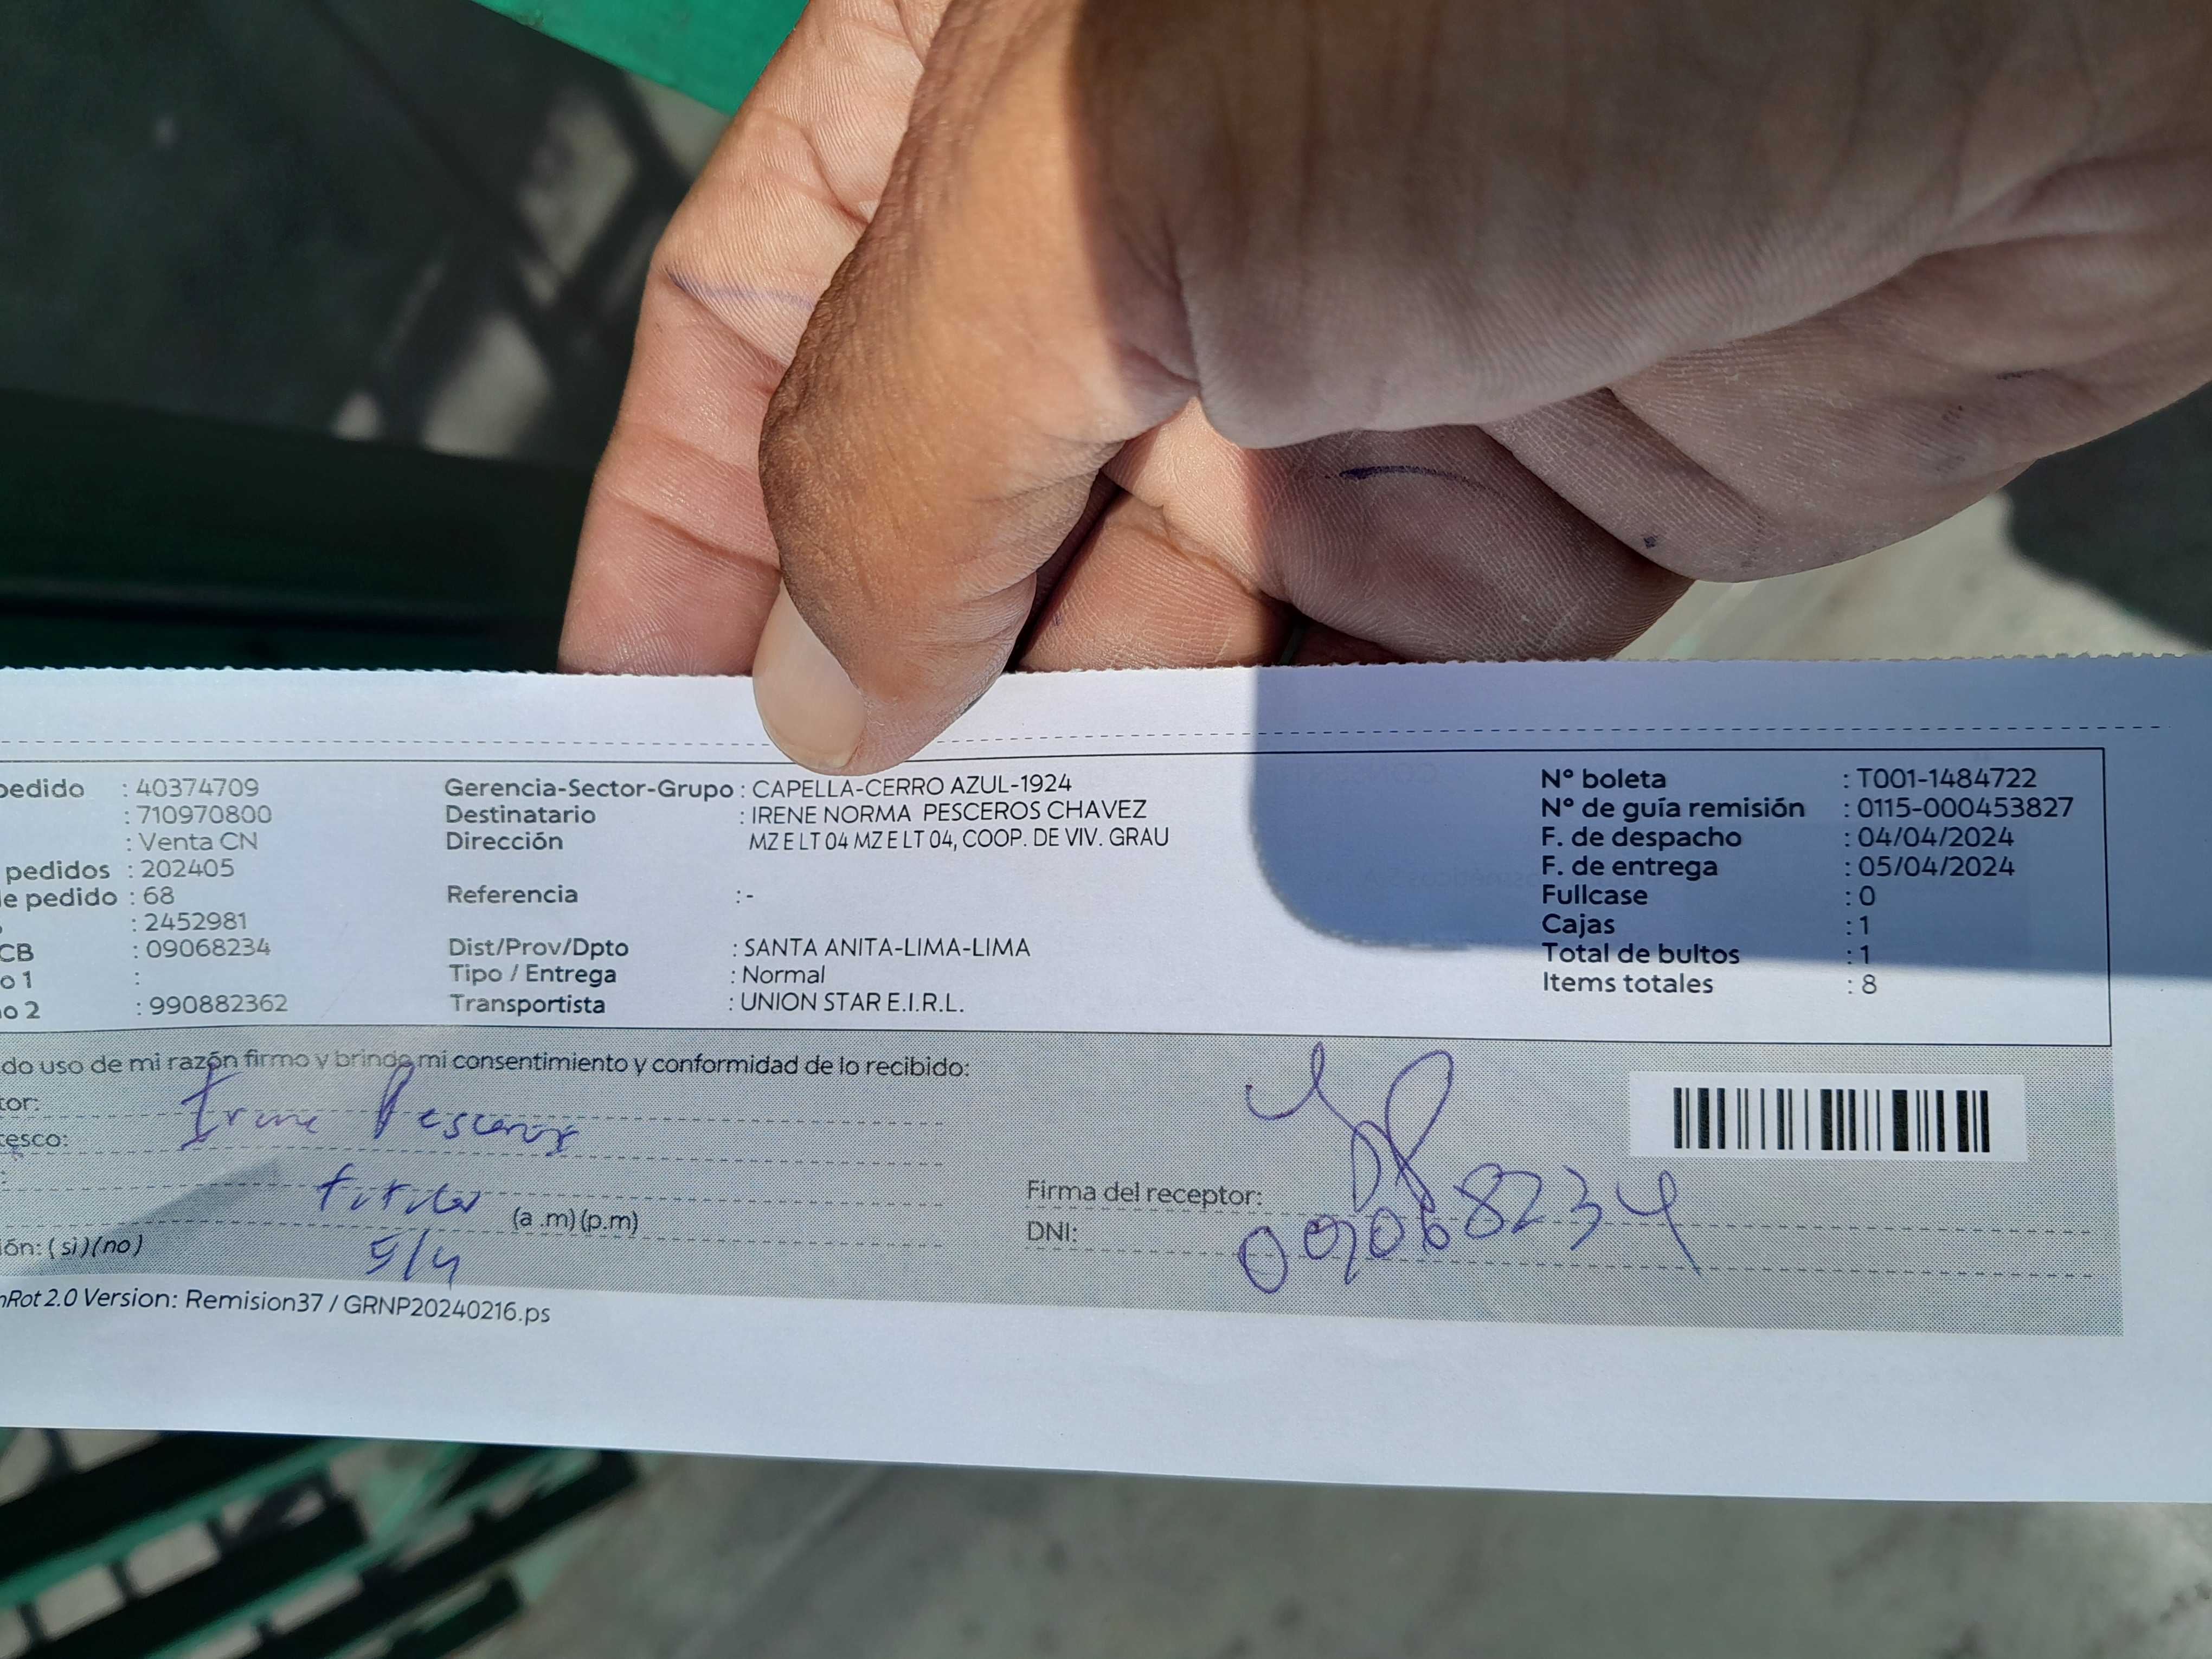 pedido : 40374709
: 710970800
: Venta CN
pedidos : 202405
e pedido : 68
: 2452981
CB : 09068234
o 1 :
o 2 : 990882362
Gerencia-Sector-Grupo : CAPELLA-CERRO AZUL-1924
Destinatario : IRENE NORMA PESCEROS CHAVEZ
Dirección MZ E LT 04 MZ E LT 04, COOP. DE VIV. GRAU
Referencia : -
Dist/Prov/Dpto : SANTA ANITA-LIMA-LIMA
Tipo / Entrega : Normal
Transportista : UNION STAR E.I.R.L.
N° boleta : T001-1484722
N° de guía remisión : 0115-000453827
F. de despacho : 04/04/2024
F. de entrega : 05/04/2024
Fullcase : 0
Cajas : 1
Total de bultos : 1
Items totales : 8
do uso de mi razón firmo y brindo mi consentimiento y conformidad de lo recibido:
tor: Irene Pesceros
tesco:
: titular
(a .m) (p.m)
ión: ( si ) ( no ) 5/4
Firma del receptor:
DNI: 09068234
nRot 2.0 Version: Remision37 / GRNP20240216.ps